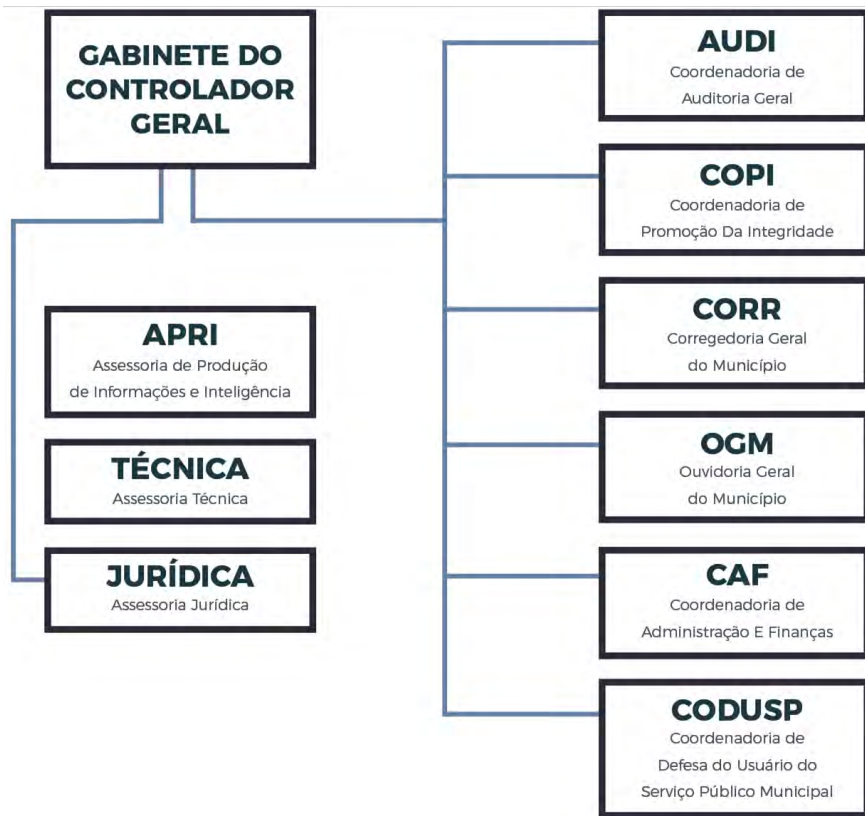 GABINETE DO
CONTROLADOR
GERAL
APRI
Assessoria de Produção
de Informações e Inteligência
TÉCNICA
Assessoria Técnica
JURÍDICA
Assessoria Jurídica
AUDI
Coordenadoria de
Auditoria Geral
COPI
Coordenadoria de
Promoção Da Integridade
CORR
Corregedoria Geral
do Município
OGM
Ouvidoria Geral
do Município
CAF
Coordenadoria de
Administração E Finanças
CODUSP
Coordenadoria de
Defesa do Usuário do
Serviço Público Municipal